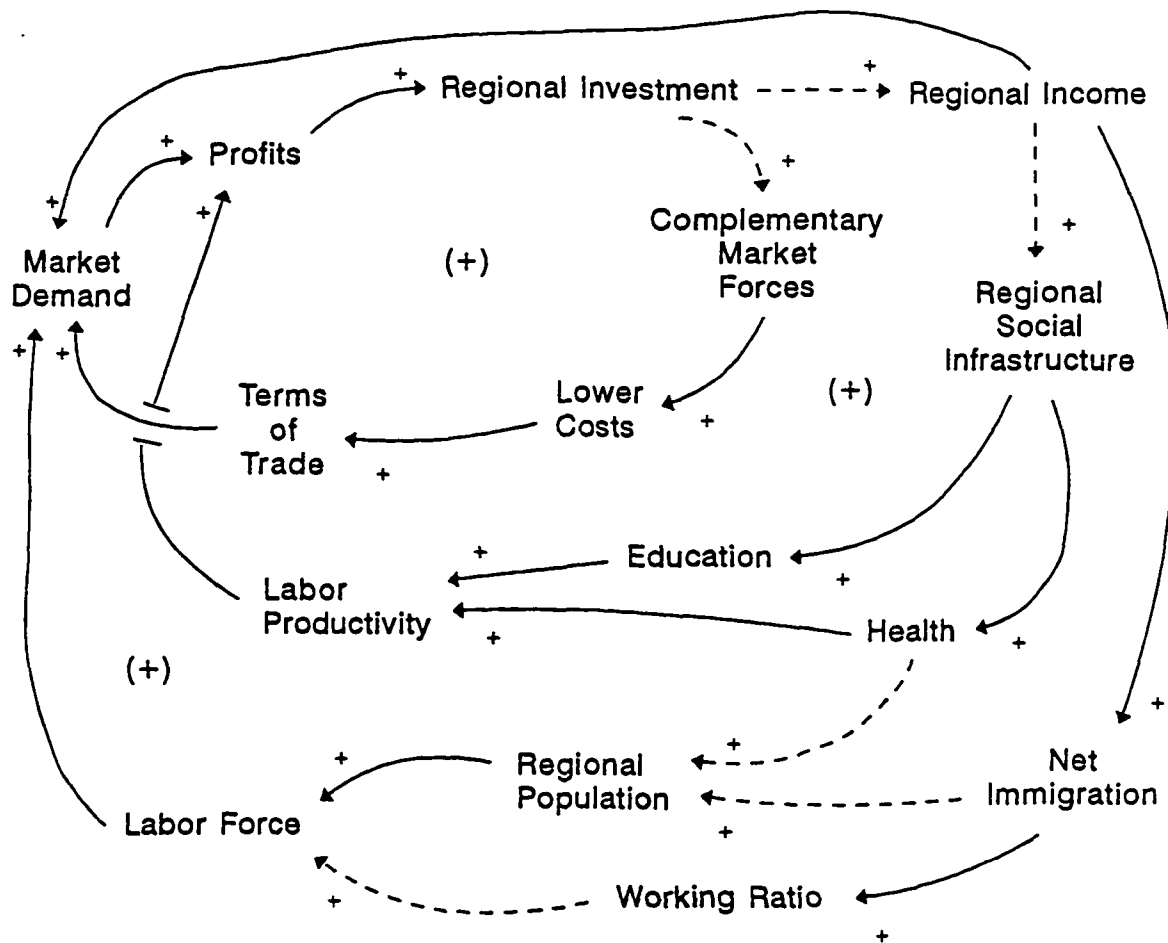 +
+
Regional Investment
Regional Income
+
Profits
+
+
+
+
Complementary
Market
Forces
Market
Demand
(+)
Regional
Social
Infrastructure
+
+
Terms
of
Trade
Lower
Costs
(+)
+
+
+
Education
+
Labor
Productivity
+
Health
+
(+)
+
+
+
Regional
Population
Net
Immigration
Labor Force
+
+
Working Ratio
+